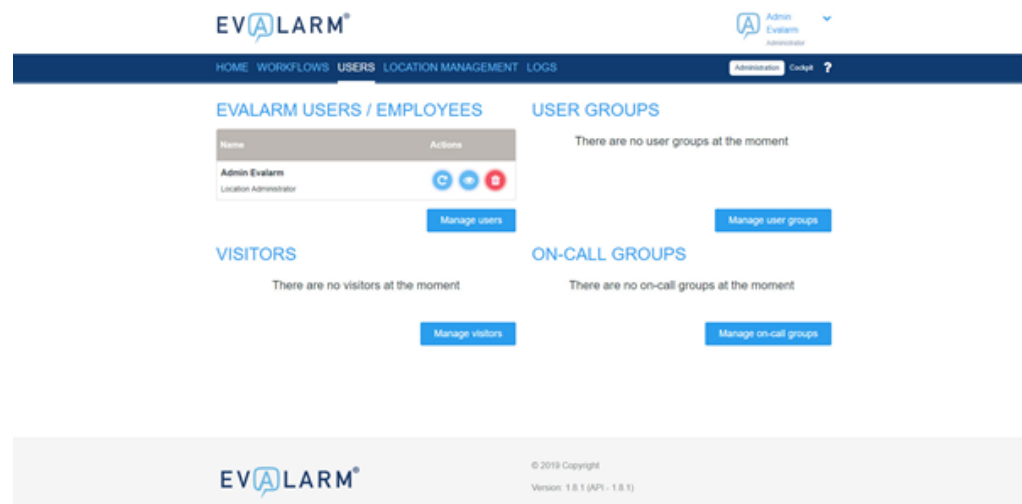 EVALARM®
Admin
Evalarm
Administrator
HOME WORKFLOWS USERS LOCATION MANAGEMENT LOGS
Administration Cockpit ?
EVALARM USERS / EMPLOYEES
Name Actions
Admin Evalarm
Location Administrator
Manage users
USER GROUPS
There are no user groups at the moment
Manage user groups
VISITORS
There are no visitors at the moment
Manage visitors
ON-CALL GROUPS
There are no on-call groups at the moment
Manage on-call groups
EVALARM®
© 2019 Copyright
Version: 1.8.1 (API - 1.8.1)